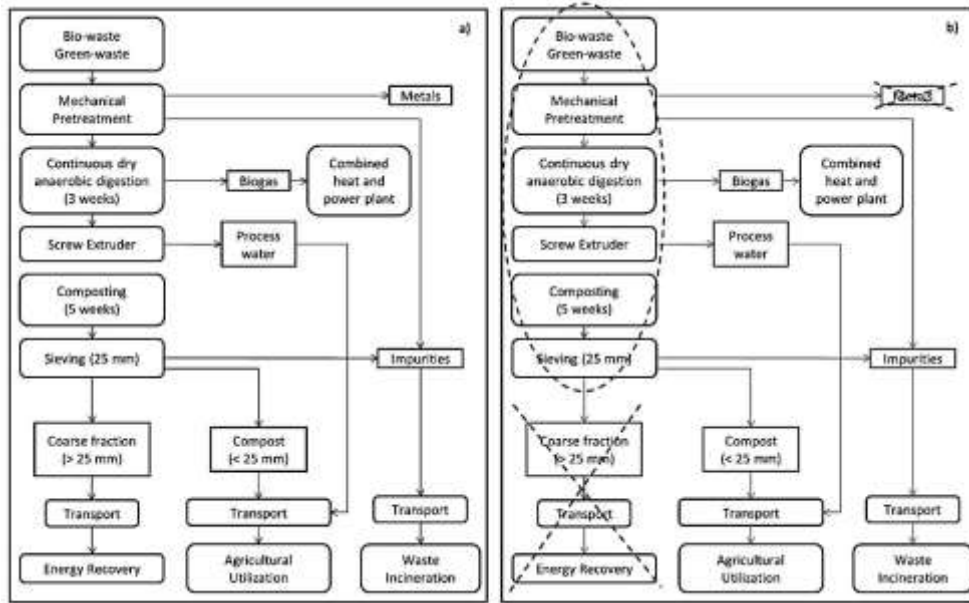 a)
Bio-waste
Green-waste
Mechanical
Pretreatment
Metals
Continuous dry
anaerobic digestion
(3 weeks)
Biogas
Combined
heat and
power plant
Screw Extruder
Process
water
Composting
(5 weeks)
Sieving (25 mm)
Impurities
Coarse fraction
(> 25 mm)
Compost
(< 25 mm)
Transport
Transport
Transport
Energy Recovery
Agricultural
Utilization
Waste
Incineration
b)
Bio-waste
Green-waste
Mechanical
Pretreatment
Metals
Continuous dry
anaerobic digestion
(3 weeks)
Biogas
Combined
heat and
power plant
Screw Extruder
Process
water
Composting
(5 weeks)
Sieving (25 mm)
Impurities
Coarse fraction
(> 25 mm)
Compost
(< 25 mm)
Transport
Transport
Transport
Energy Recovery
Agricultural
Utilization
Waste
Incineration